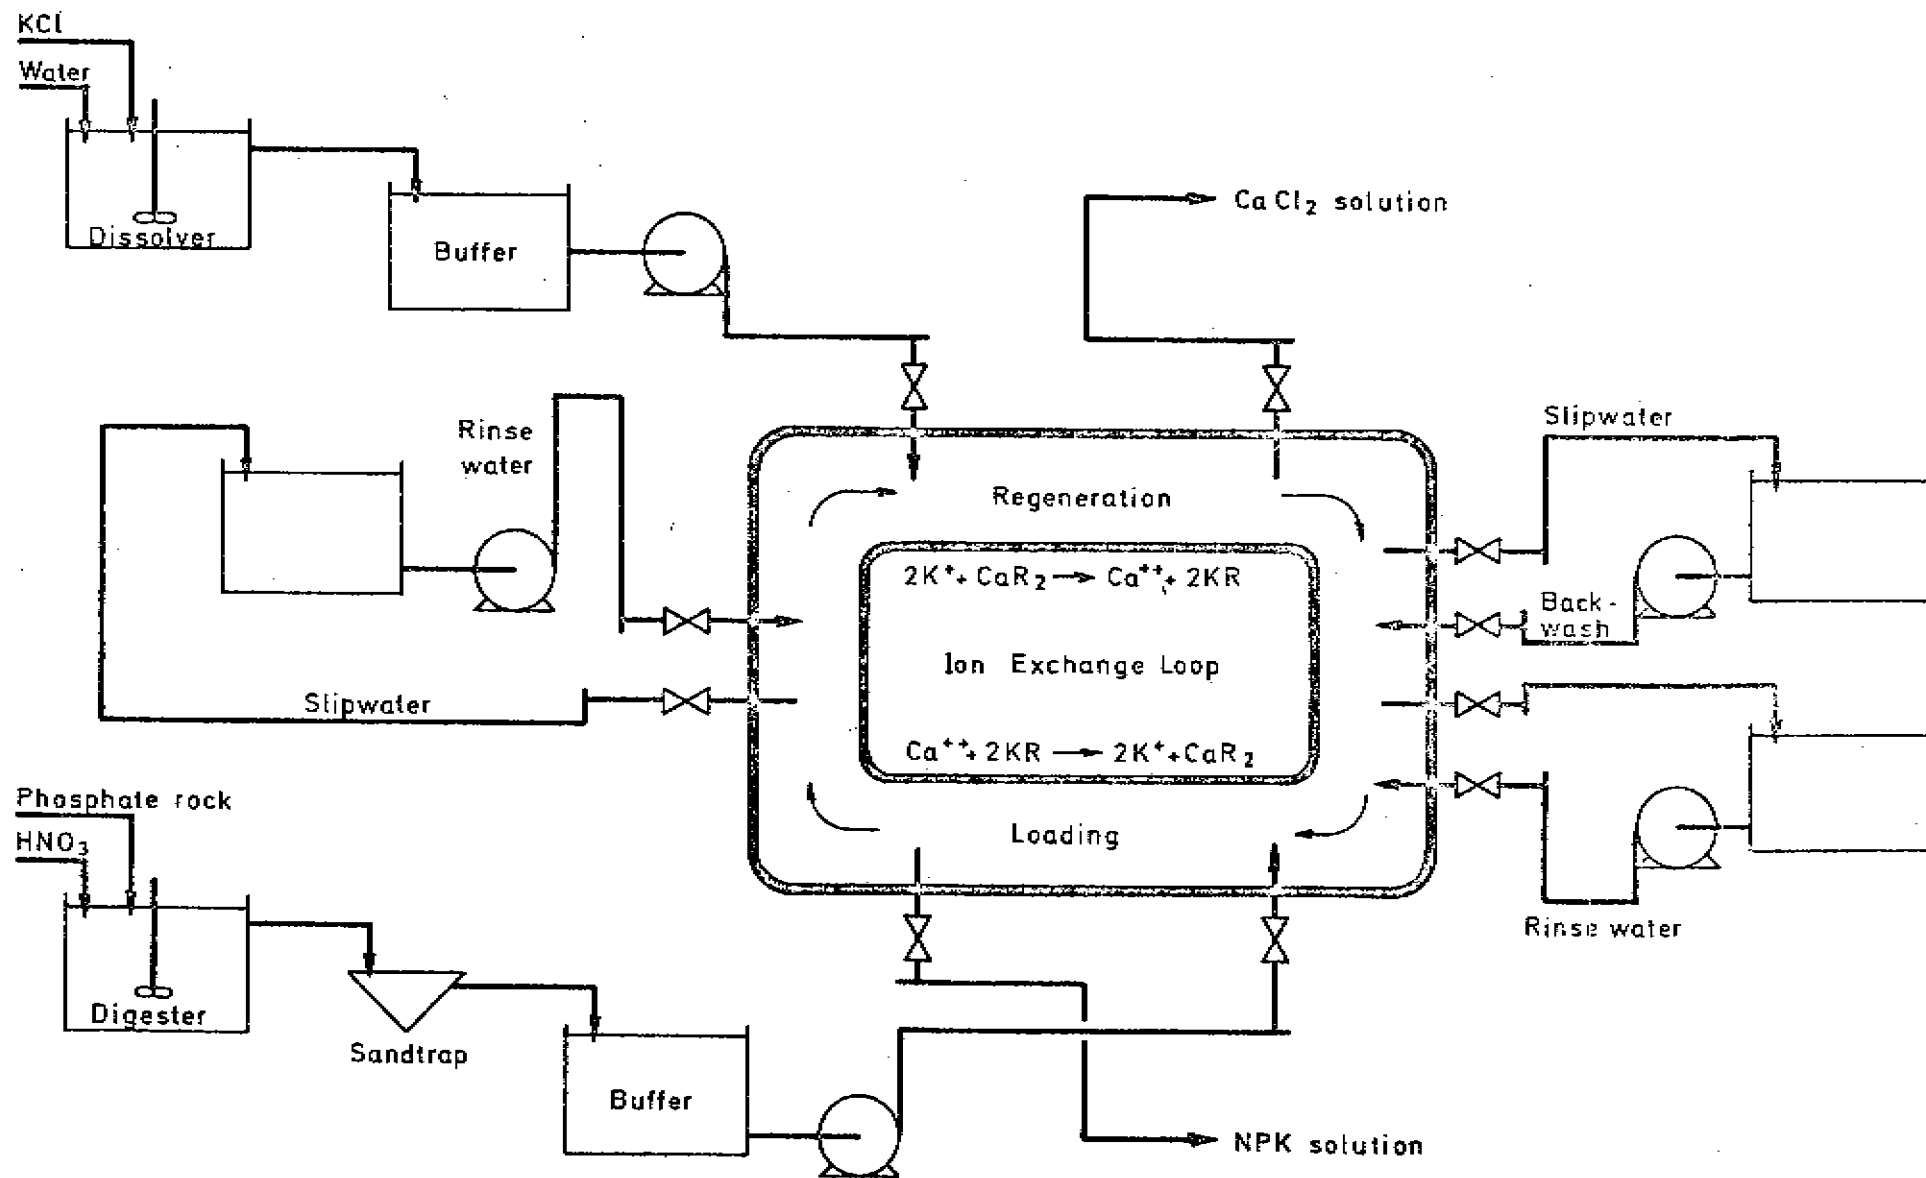 KCl
Water
Dissolver
Buffer
CaCl₂ solution
Rinse
water
Slipwater
Regeneration
2K⁺+ CaR₂ → Ca⁺⁺+ 2KR
Back-
wash
Ion Exchange Loop
Slipwater
Ca⁺⁺+ 2KR → 2K⁺+CaR₂
Phosphate rock
HNO₃
Loading
Rinse water
Digester
Sandtrap
Buffer
NPK solution